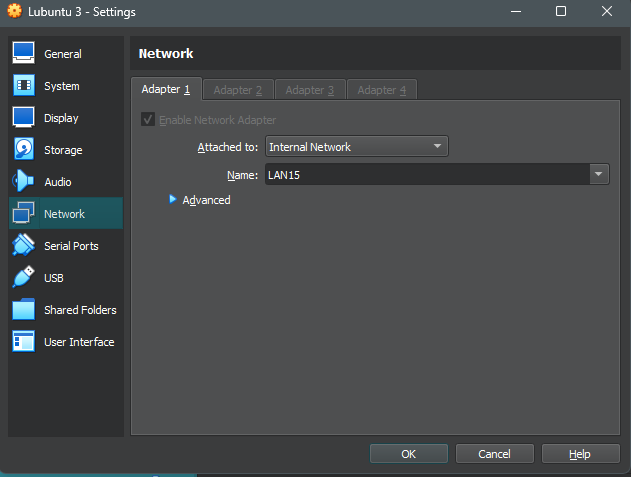 Lubuntu 3 - Settings
General
System
Display
Storage
Audio
Network
Serial Ports
USB
Shared Folders
User Interface
Network
Adapter 1
Adapter 2
Adapter 3
Adapter 4
Enable Network Adapter
Attached to: Internal Network
Name: LAN15
Advanced
OK
Cancel
Help